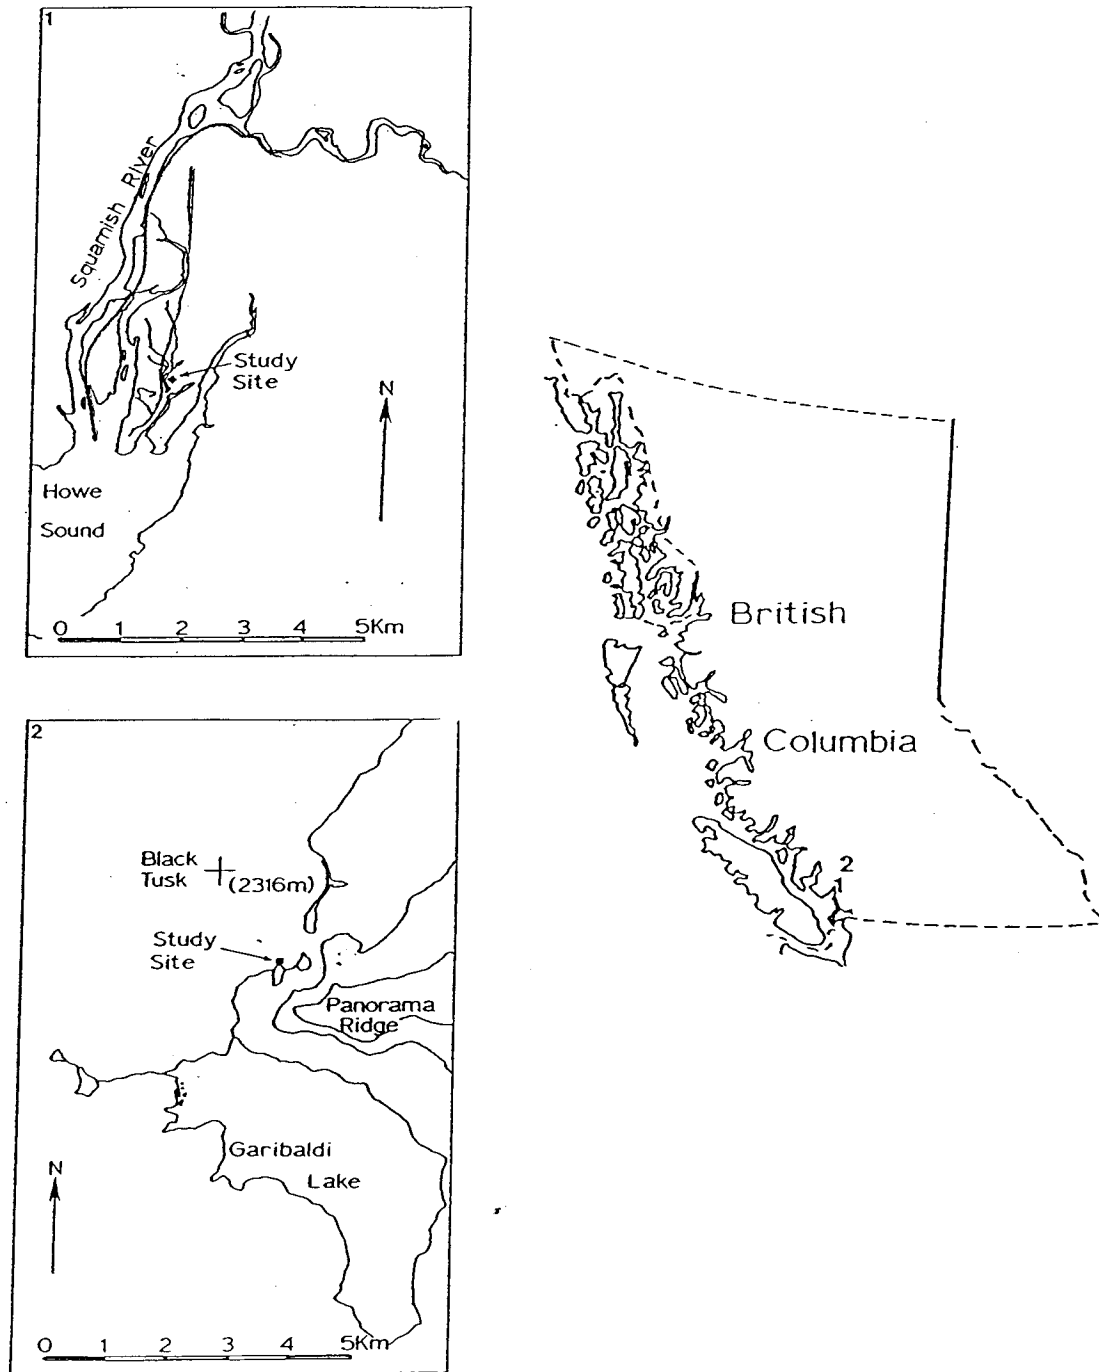 1
Squamish River
Study
Site
N
Howe
Sound
0 1 2 3 4 5Km
2
Black
Tusk
(2316m)
Study
Site
Panorama
Ridge
Garibaldi
Lake
N
0 1 2 3 4 5Km
British
Columbia
2
1